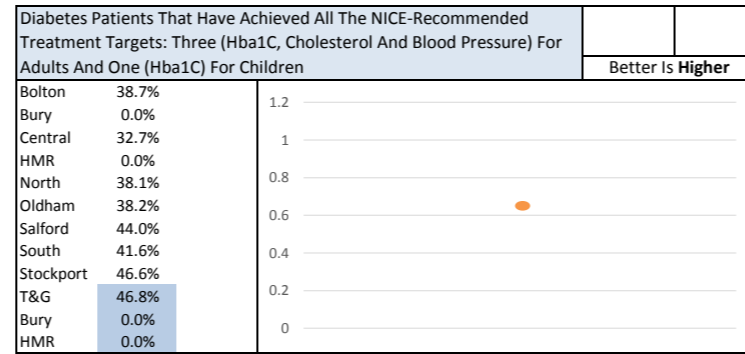 Diabetes Patients That Have Achieved All The NICE-Recommended
Treatment Targets: Three (Hba1C, Cholesterol And Blood Pressure) For
Adults And One (Hba1C) For Children
Better Is Higher
Bolton 38.7%
Bury 0.0%
Central 32.7%
HMR 0.0%
North 38.1%
Oldham 38.2%
Salford 44.0%
South 41.6%
Stockport 46.6%
T&G 46.8%
Bury 0.0%
HMR 0.0%
1.2
1
0.8
0.6
0.4
0.2
0